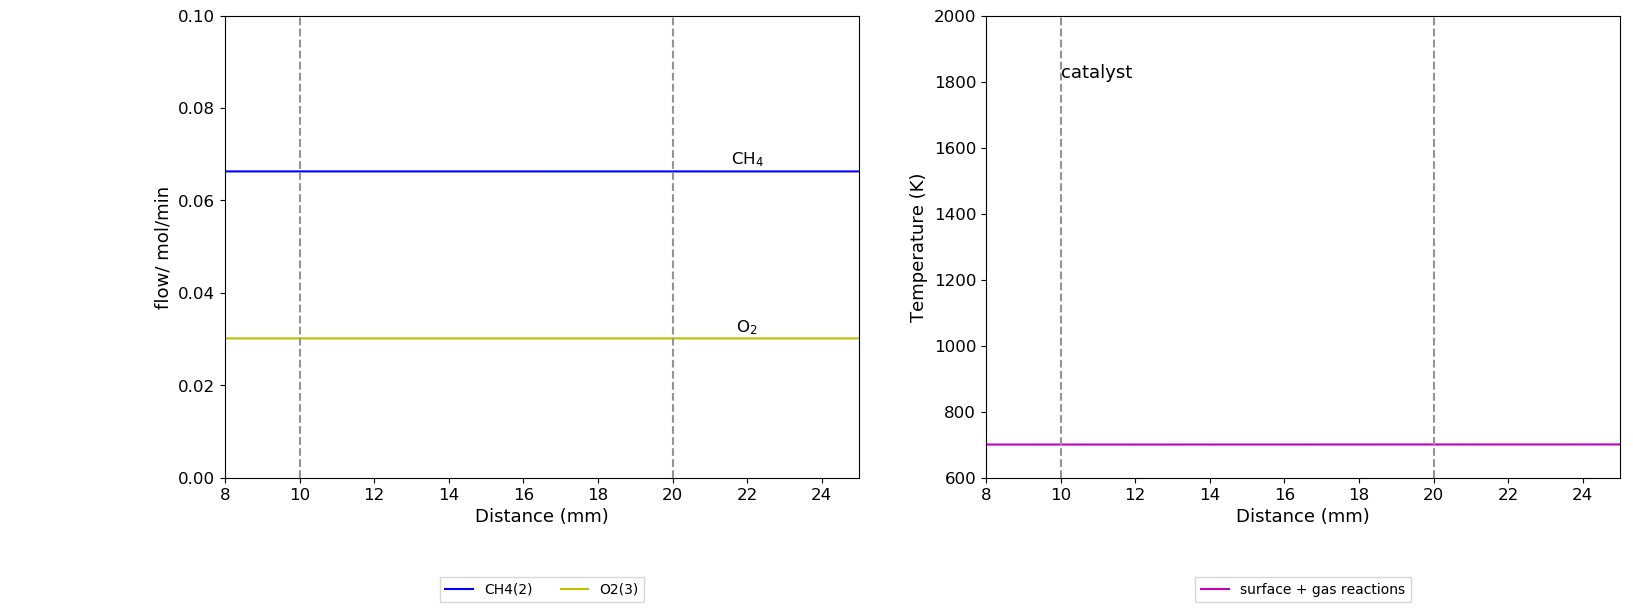 0.10
0.08
0.06
0.04
0.02
0.00
flow/ mol/min
CH₄
O₂
8 10 12 14 16 18 20 22 24
Distance (mm)
CH4(2) O2(3)
2000
1800
1600
1400
1200
1000
800
600
Temperature (K)
catalyst
8 10 12 14 16 18 20 22 24
Distance (mm)
surface + gas reactions